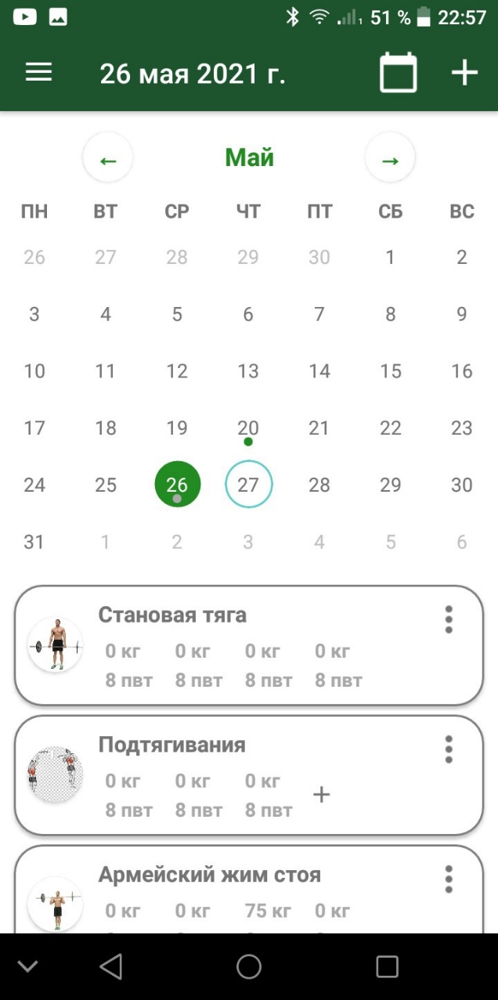 1 51 % 22:57
26 мая 2021 г.
← Май →
ПН ВТ СР ЧТ ПТ СБ ВС
26 27 28 29 30 1 2
3 4 5 6 7 8 9
10 11 12 13 14 15 16
17 18 19 20 21 22 23
24 25 26 27 28 29 30
31 1 2 3 4 5 6
Становая тяга
0 кг 0 кг 0 кг 0 кг
8 пвт 8 пвт 8 пвт 8 пвт
Подтягивания
0 кг 0 кг 0 кг
8 пвт 8 пвт 8 пвт +
Армейский жим стоя
0 кг 0 кг 75 кг 0 кг